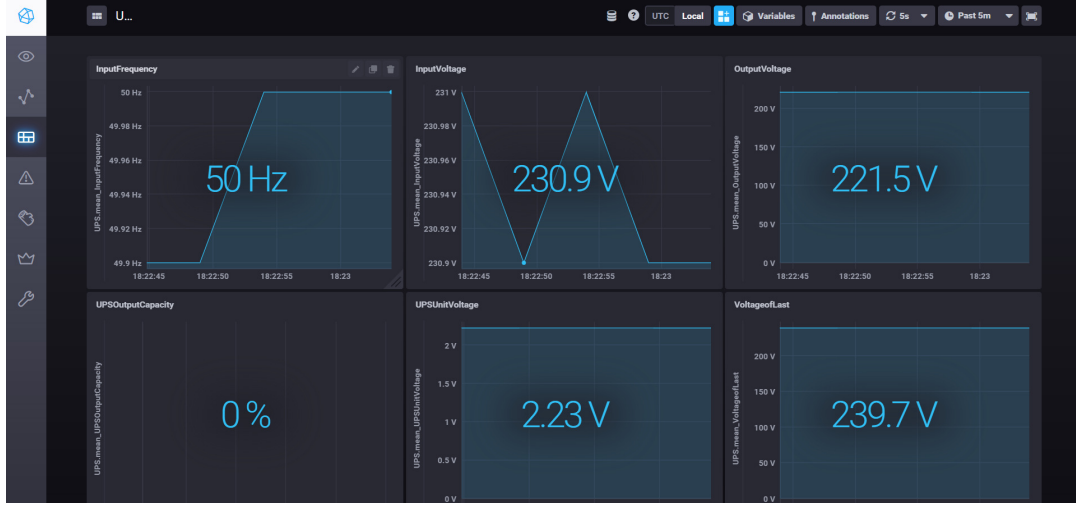 U...
UTC Local Variables Annotations 5s Past 5m
InputFrequency
UPS.mean_InputFrequency
50 Hz
49.98 Hz
49.96 Hz
49.94 Hz
49.92 Hz
49.9 Hz
50 Hz
18:22:45 18:22:50 18:22:55 18:23
InputVoltage
UPS.mean_InputVoltage
231 V
230.98 V
230.96 V
230.94 V
230.92 V
230.9 V
230.9 V
18:22:45 18:22:50 18:22:55 18:23
OutputVoltage
UPS.mean_OutputVoltage
200 V
150 V
100 V
50 V
0 V
221.5 V
18:22:45 18:22:50 18:22:55 18:23
UPSOutputCapacity
UPS.mean_UPSOutputCapacity
0 %
UPSUnitVoltage
UPS.mean_UPSUnitVoltage
2 V
1.5 V
1 V
0.5 V
0 V
2.23 V
VoltageofLast
UPS.mean_VoltageofLast
200 V
150 V
100 V
50 V
0 V
239.7 V